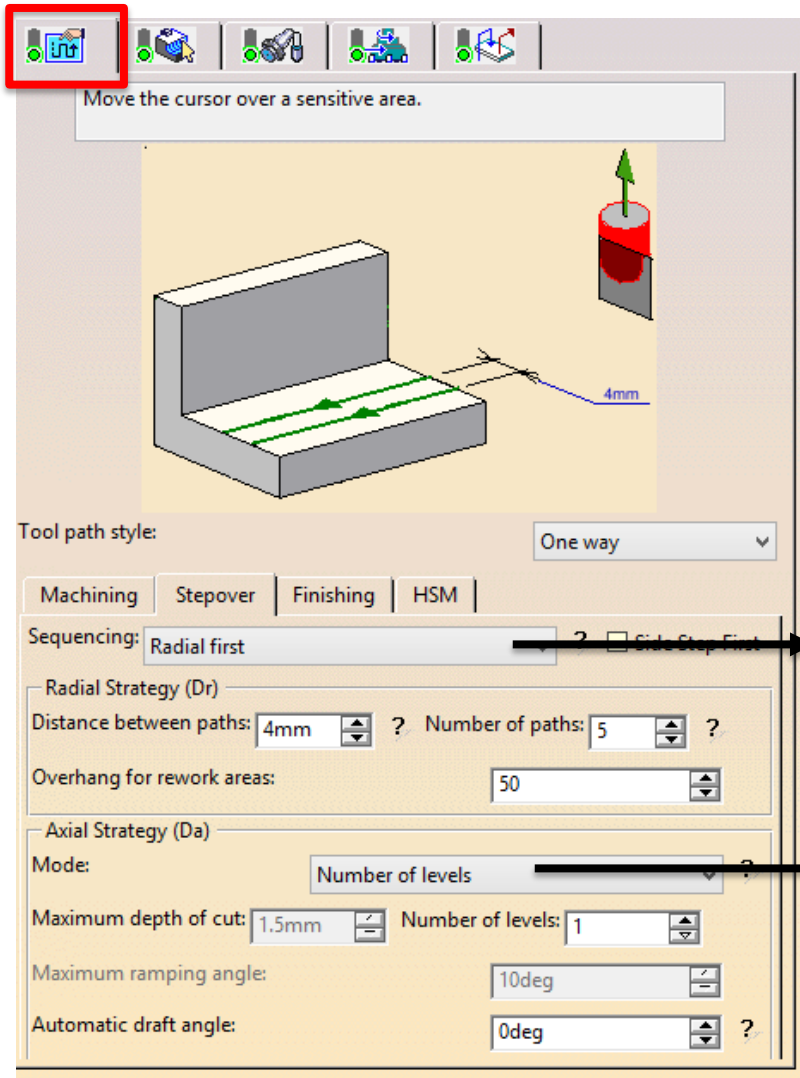 Move the cursor over a sensitive area.
4mm
Tool path style: One way
Machining Stepover Finishing HSM
Sequencing: Radial first ? Side Step First
Radial Strategy (Dr)
Distance between paths: 4mm ? Number of paths: 5 ?
Overhang for rework areas: 50
Axial Strategy (Da)
Mode: Number of levels ?
Maximum depth of cut: 1.5mm Number of levels: 1
Maximum ramping angle: 10deg
Automatic draft angle: 0deg ?